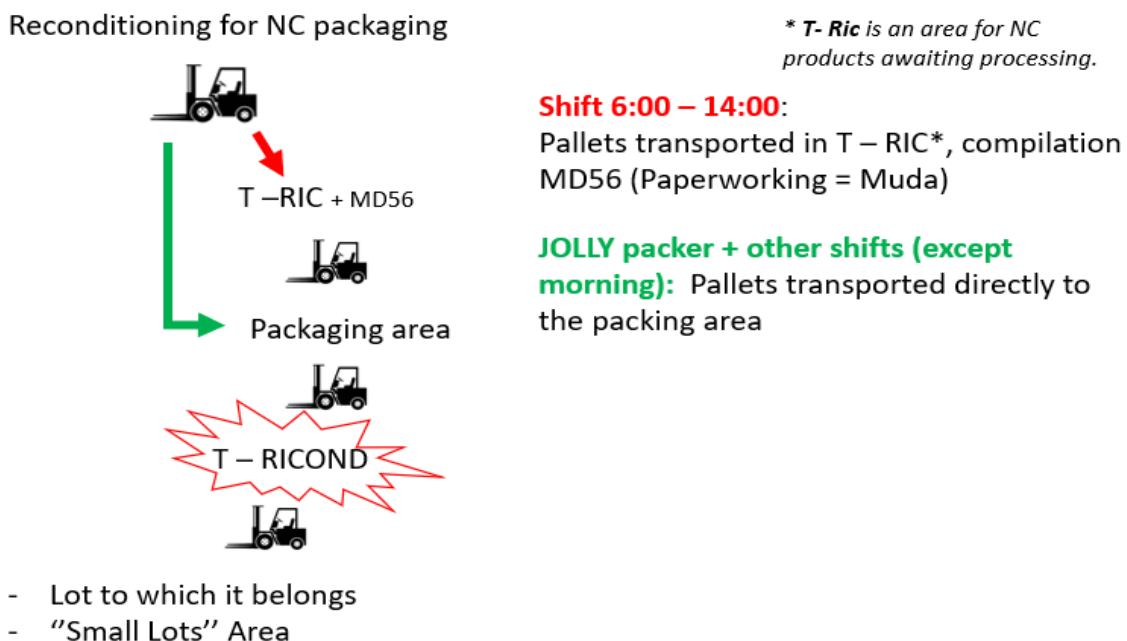 Reconditioning for NC packaging
* T- Ric is an area for NC
products awaiting processing.
Shift 6:00 – 14:00:
Pallets transported in T – RIC*, compilation
MD56 (Paperworking = Muda)
T –RIC + MD56
JOLLY packer + other shifts (except
morning): Pallets transported directly to
the packing area
Packaging area
T – RICOND
- Lot to which it belongs
- ‘’Small Lots’’ Area